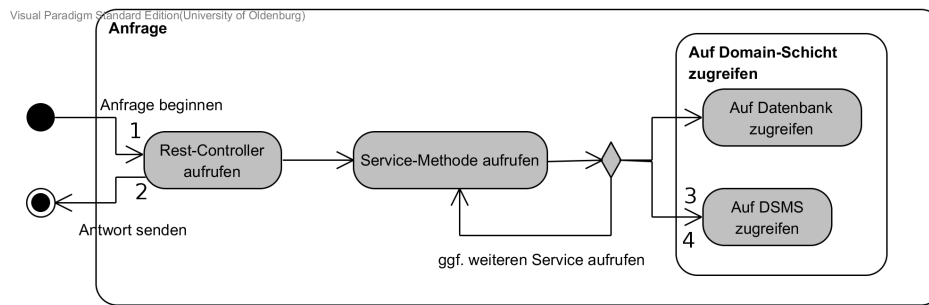 Visual Paradigm Standard Edition(University of Oldenburg)
Anfrage
Auf Domain-Schicht
zugreifen
Anfrage beginnen
1
Rest-Controller
aufrufen
2
Antwort senden
Service-Methode aufrufen
ggf. weiteren Service aufrufen
Auf Datenbank
zugreifen
3
Auf DSMS
zugreifen
4